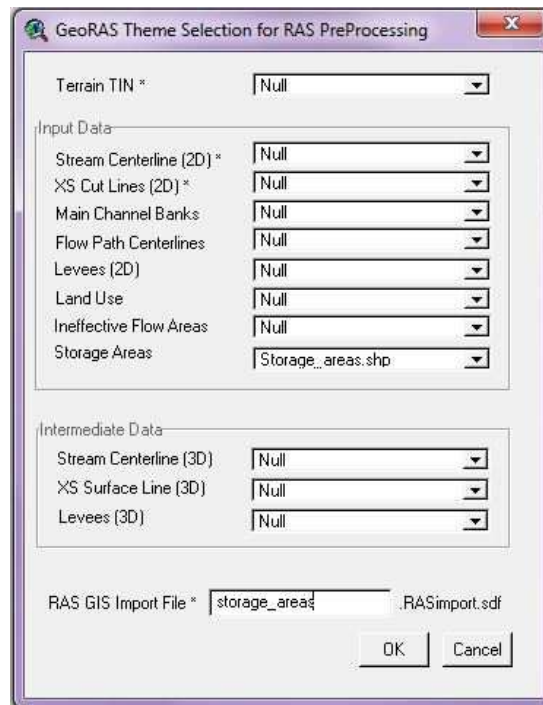 GeoRAS Theme Selection for RAS PreProcessing
Terrain TIN * Null
Input Data
Stream Centerline (2D) * Null
XS Cut Lines (2D) * Null
Main Channel Banks Null
Flow Path Centerlines Null
Levees (2D) Null
Land Use Null
Ineffective Flow Areas Null
Storage Areas Storage_areas.shp
Intermediate Data
Stream Centerline (3D) Null
XS Surface Line (3D) Null
Levees (3D) Null
RAS GIS Import File * storage_areas .RASimport.sdf
OK Cancel